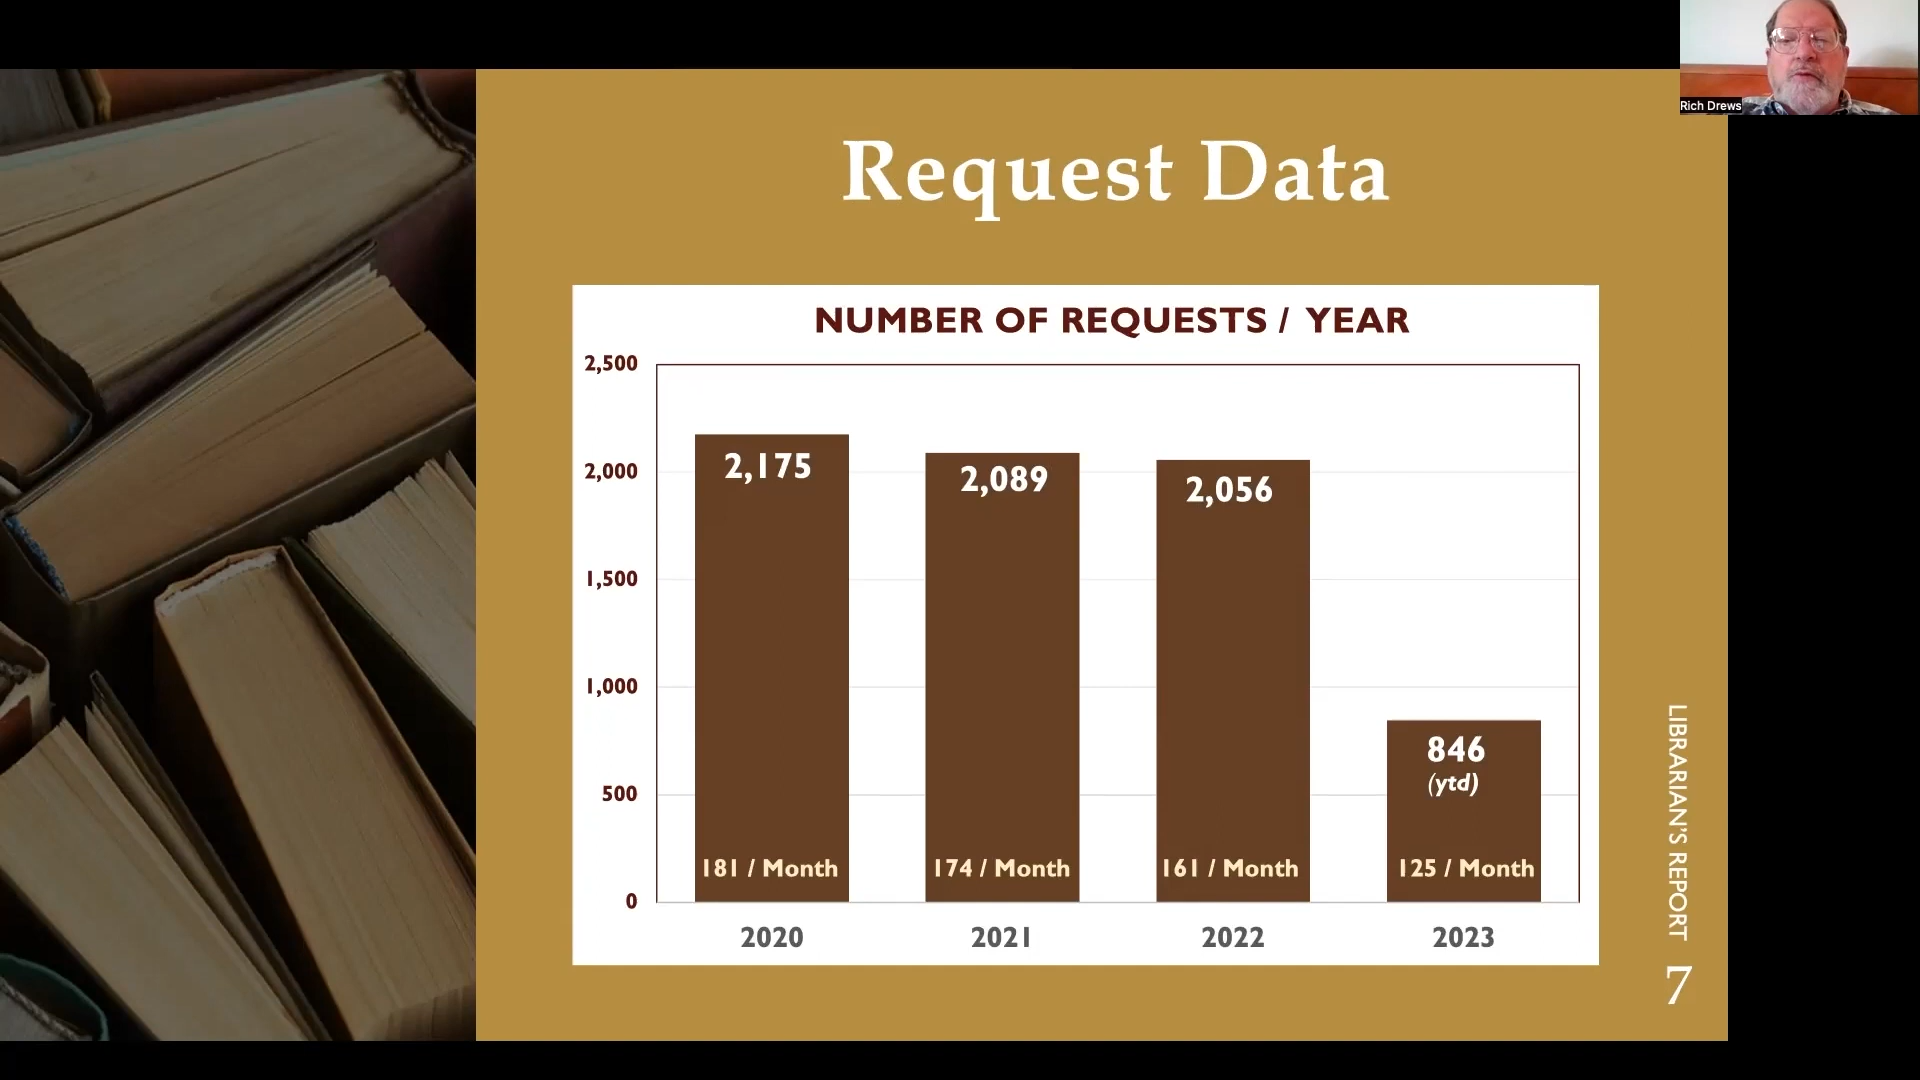 Rich Drews
Request Data
NUMBER OF REQUESTS / YEAR
2,500
2,000
1,500
1,000
500
0
2,175
2,089
2,056
846
(ytd)
181 / Month
174 / Month
161 / Month
125 / Month
2020
2021
2022
2023
LIBRARIAN'S REPORT
7